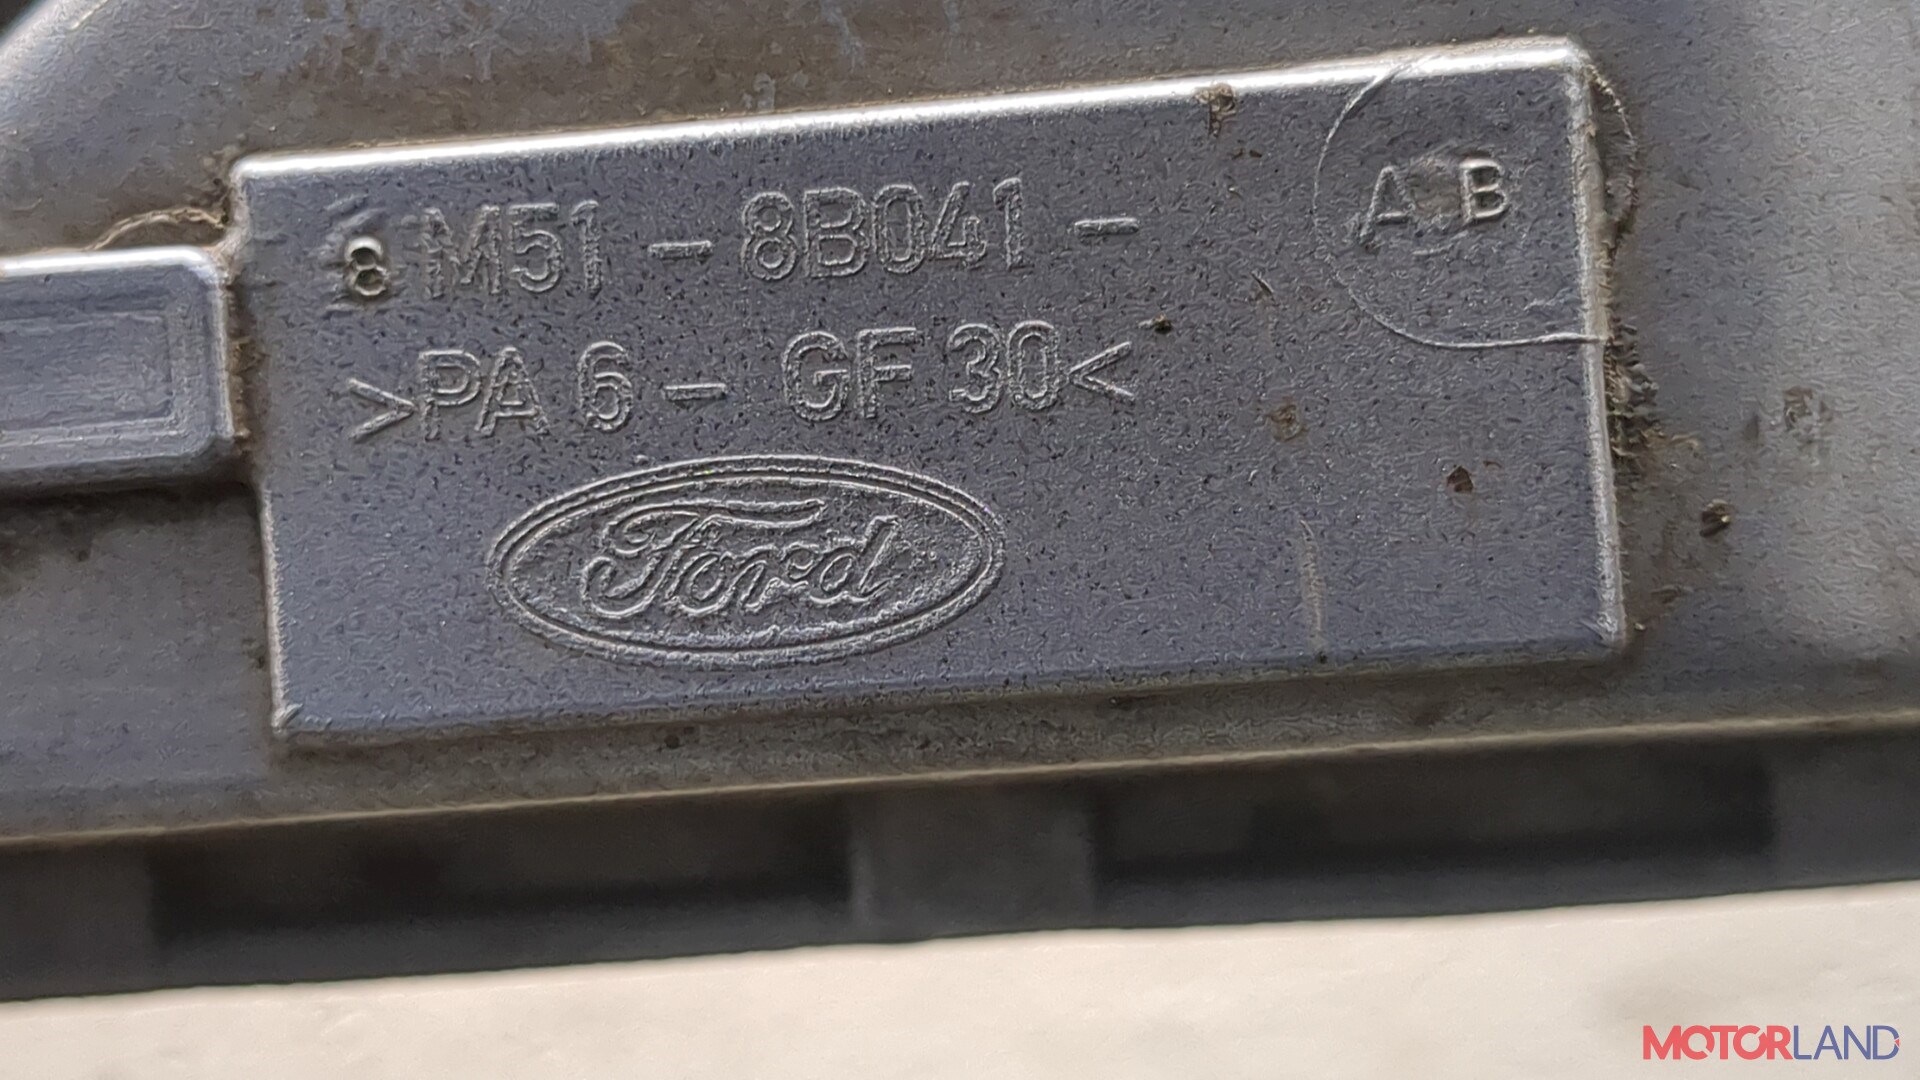 8M51 - 8B041 - AB
>PA 6 - GF 30<
Ford
MOTORLAND